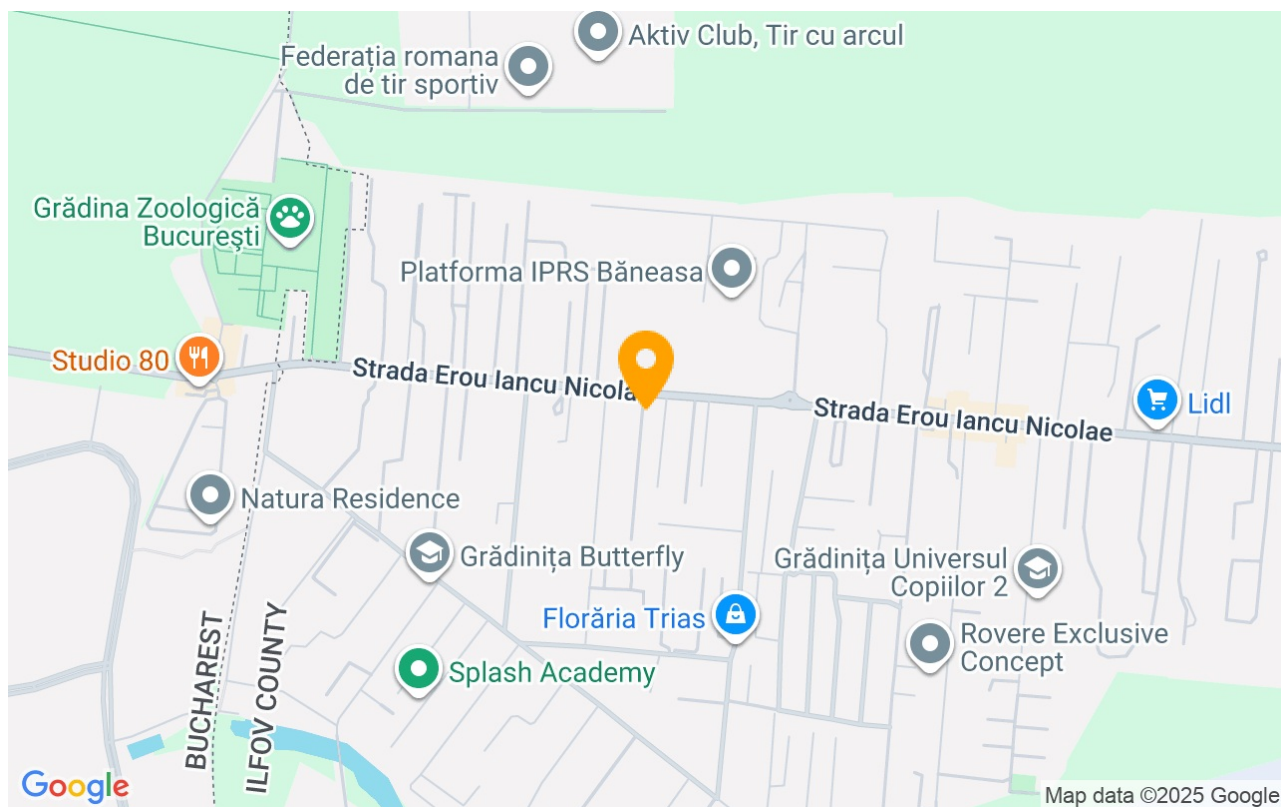 Aktiv Club, Tir cu arcul
Federația romana
de tir sportiv
Grădina Zoologică
București
Platforma IPRS Băneasa
Studio 80
Strada Erou Iancu Nicolae
Strada Erou Iancu Nicolae
Lidl
Natura Residence
Grădinița Butterfly
Grădinița Universul
Copiilor 2
Florăria Trias
Rovere Exclusive
Concept
Splash Academy
BUCHAREST
ILFOV COUNTY
Google
Map data ©2025 Google